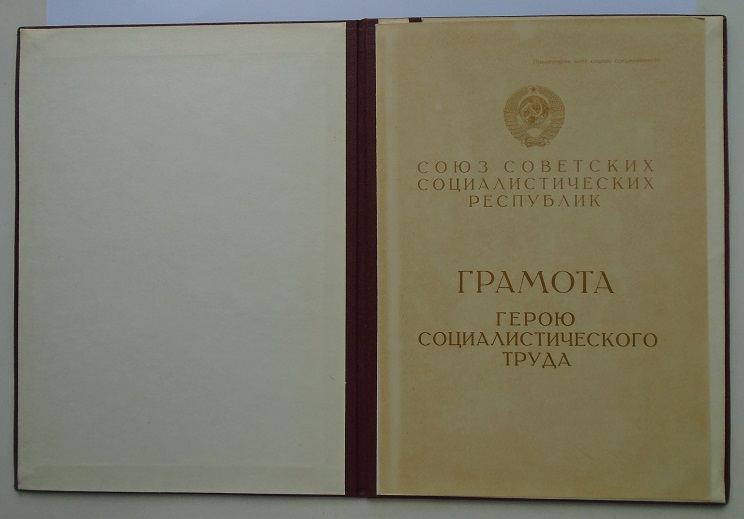 СОЮЗ СОВЕТСКИХ
СОЦИАЛИСТИЧЕСКИХ
РЕСПУБЛИК
ГРАМОТА
ГЕРОЮ
СОЦИАЛИСТИЧЕСКОГО
ТРУДА